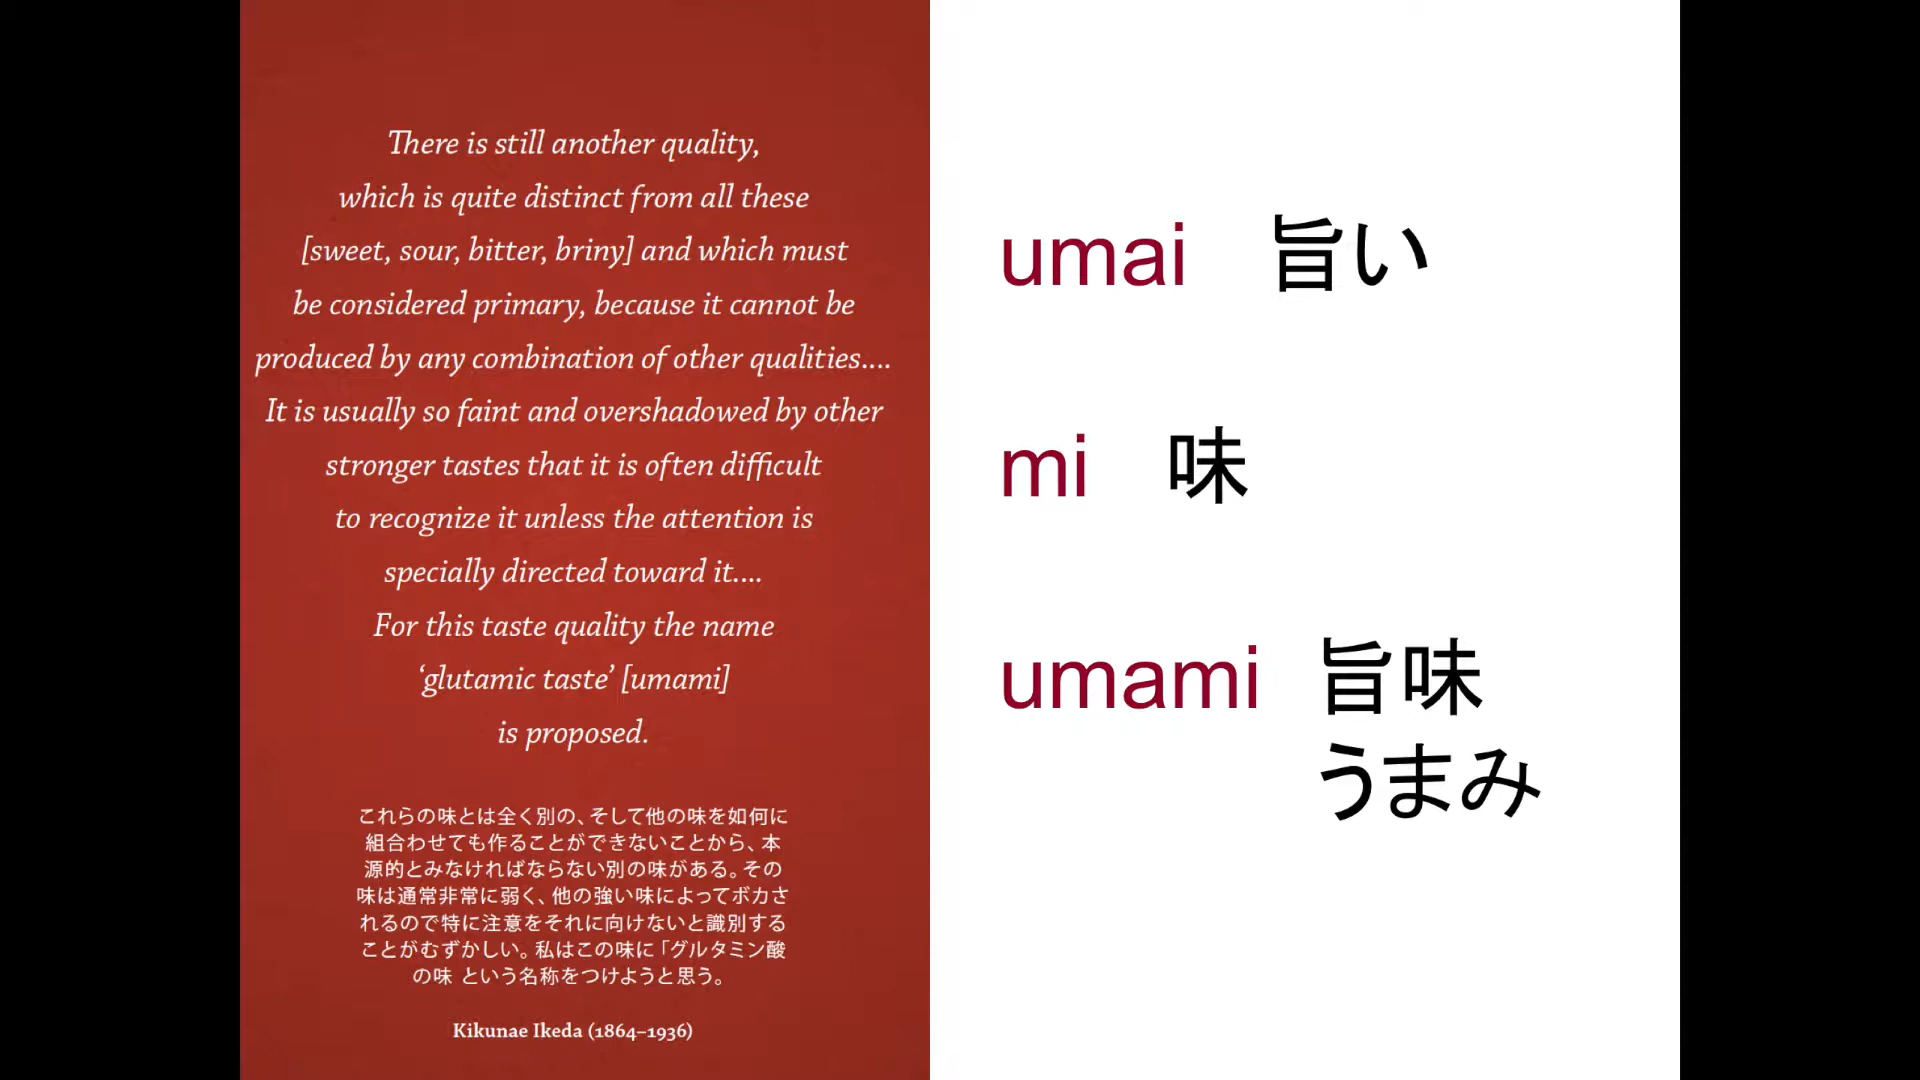 There is still another quality,
which is quite distinct from all these
[sweet, sour, bitter, briny] and which must
be considered primary, because it cannot be
produced by any combination of other qualities....
It is usually so faint and overshadowed by other
stronger tastes that it is often difficult
to recognize it unless the attention is
specially directed toward it....
For this taste quality the name
‘glutamic taste’ [umami]
is proposed.
これらの味とは全く別の、そして他の味を如何に
組合わせても作ることができないことから、本
源的とみなければならない別の味がある。その
味は通常非常に弱く、他の強い味によってボカさ
れるので特に注意をそれに向けないと識別する
ことがむずかしい。私はこの味に「グルタミン酸
の味 という名称をつけようと思う。
Kikunae Ikeda (1864–1936)
umai 旨い
mi 味
umami 旨味
うまみ